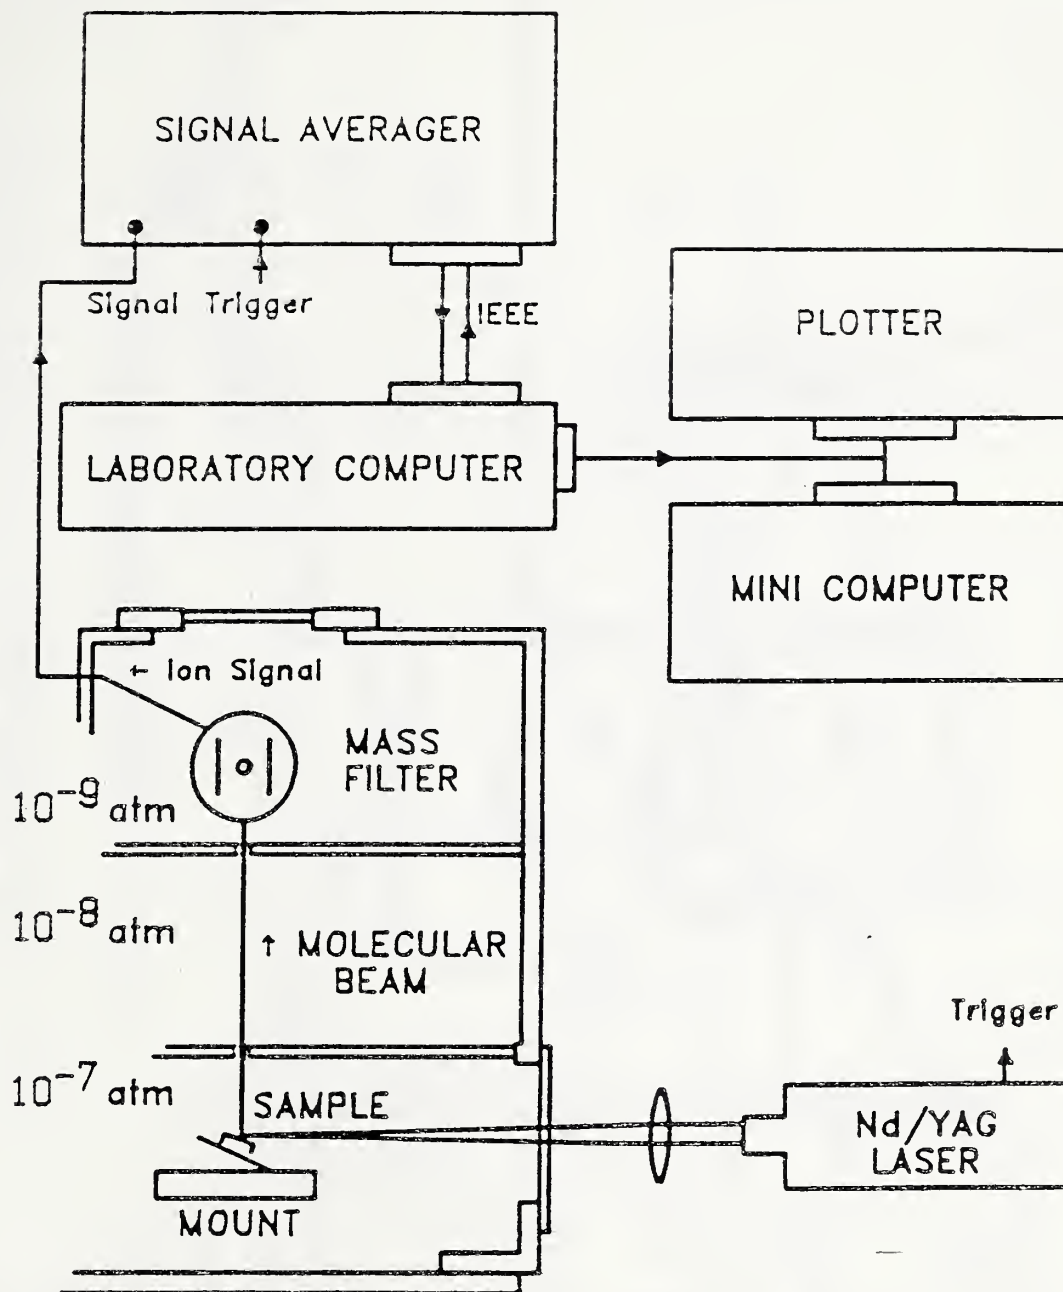 SIGNAL AVERAGER
Signal Trigger
IEEE
PLOTTER
LABORATORY COMPUTER
MINI COMPUTER
← Ion Signal
MASS
FILTER
10⁻⁹ atm
10⁻⁸ atm
↑ MOLECULAR
BEAM
Trigger
10⁻⁷ atm
SAMPLE
Nd/YAG
LASER
MOUNT